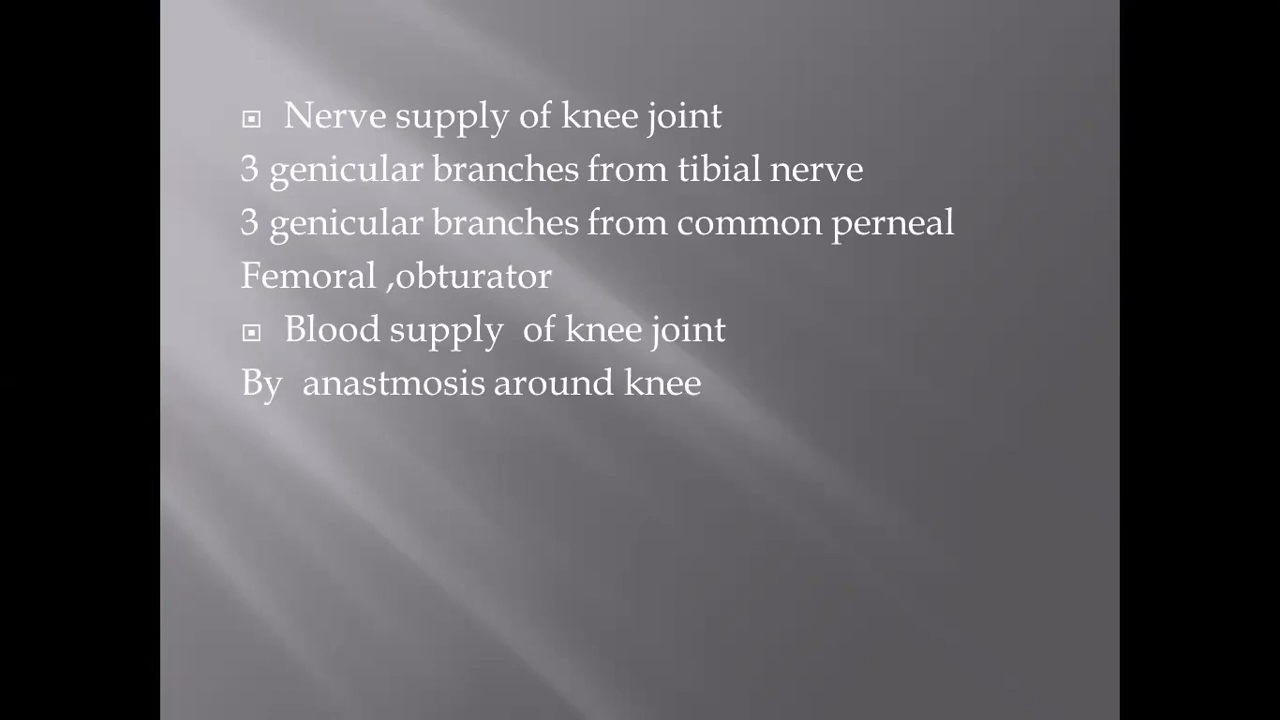 Nerve supply of knee joint
3 genicular branches from tibial nerve
3 genicular branches from common perneal
Femoral ,obturator
Blood supply  of knee joint
By  anastmosis around knee